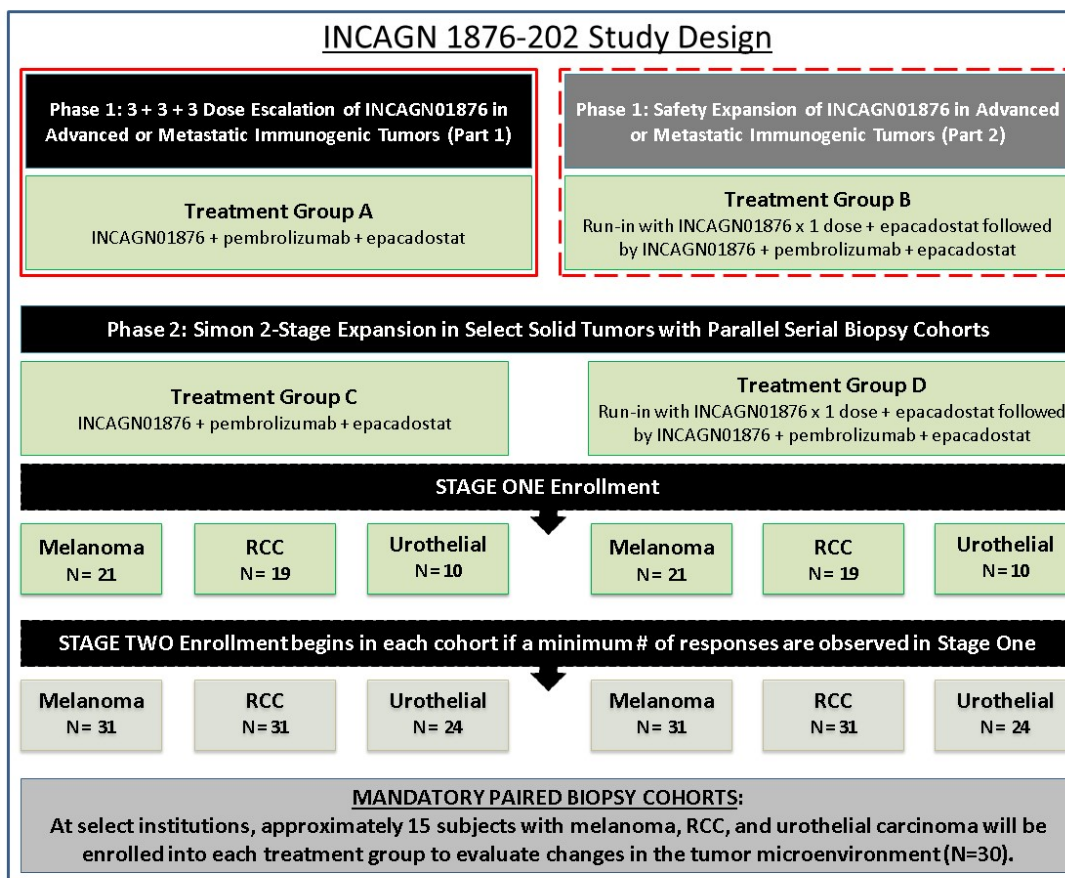 INCAGN 1876-202 Study Design
Phase 1: 3 + 3 + 3 Dose Escalation of INCAGN01876 in
Advanced or Metastatic Immunogenic Tumors (Part 1)
Phase 1: Safety Expansion of INCAGN01876 in Advanced
or Metastatic Immunogenic Tumors (Part 2)
Treatment Group A
INCAGN01876 + pembrolizumab + epacadostat
Treatment Group B
Run-in with INCAGN01876 x 1 dose + epacadostat followed
by INCAGN01876 + pembrolizumab + epacadostat
Phase 2: Simon 2-Stage Expansion in Select Solid Tumors with Parallel Serial Biopsy Cohorts
Treatment Group C
INCAGN01876 + pembrolizumab + epacadostat
Treatment Group D
Run-in with INCAGN01876 x 1 dose + epacadostat followed
by INCAGN01876 + pembrolizumab + epacadostat
STAGE ONE Enrollment
Melanoma
N= 21
RCC
N= 19
Urothelial
N= 10
Melanoma
N= 21
RCC
N= 19
Urothelial
N= 10
STAGE TWO Enrollment begins in each cohort if a minimum # of responses are observed in Stage One
Melanoma
N= 31
RCC
N= 31
Urothelial
N= 24
Melanoma
N= 31
RCC
N= 31
Urothelial
N= 24
MANDATORY PAIRED BIOPSY COHORTS:
At select institutions, approximately 15 subjects with melanoma, RCC, and urothelial carcinoma will be
enrolled into each treatment group to evaluate changes in the tumor microenvironment (N=30).